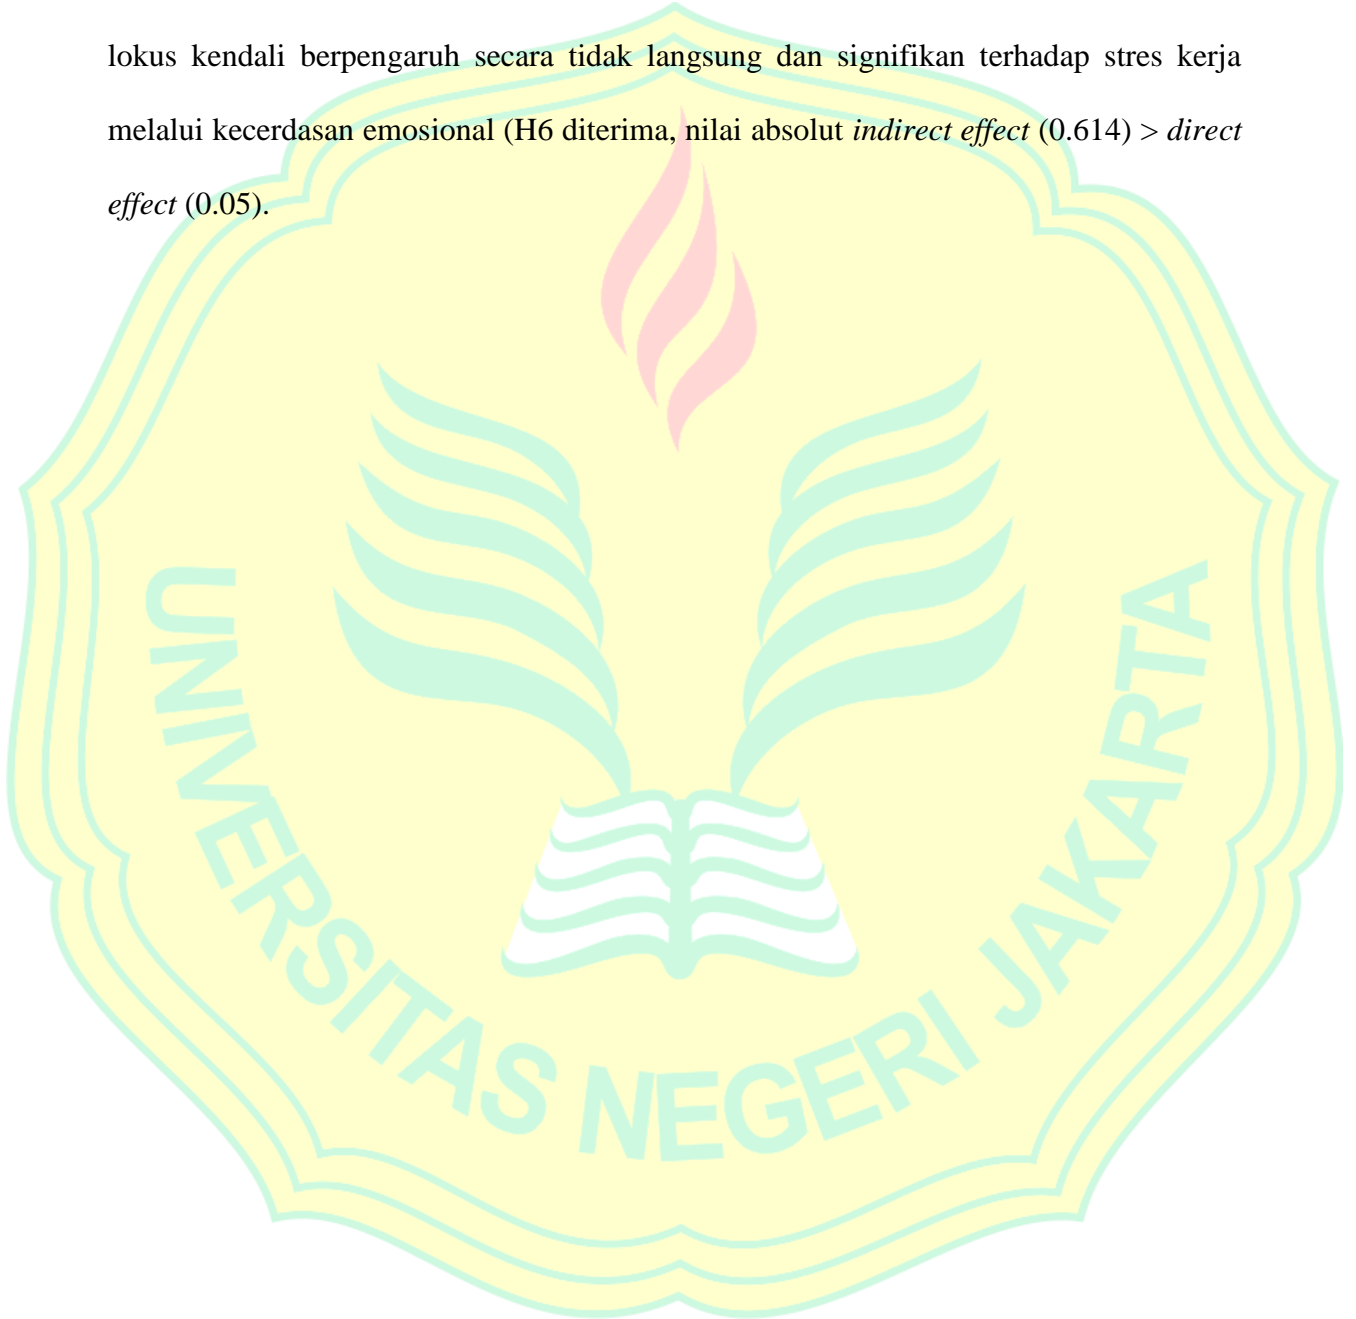 lokus kendali berpengaruh secara tidak langsung dan signifikan terhadap stres kerja
melalui kecerdasan emosional (H6 diterima, nilai absolut indirect effect (0.614) > direct
effect (0.05).
UNIVERSITAS NEGERI JAKARTA